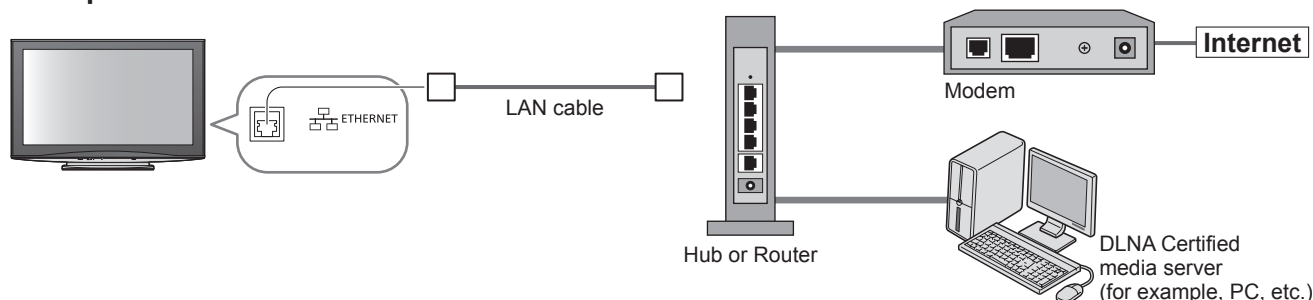 ETHERNET
LAN cable
Hub or Router
Modem
Internet
DLNA Certified
media server
(for example, PC, etc.)